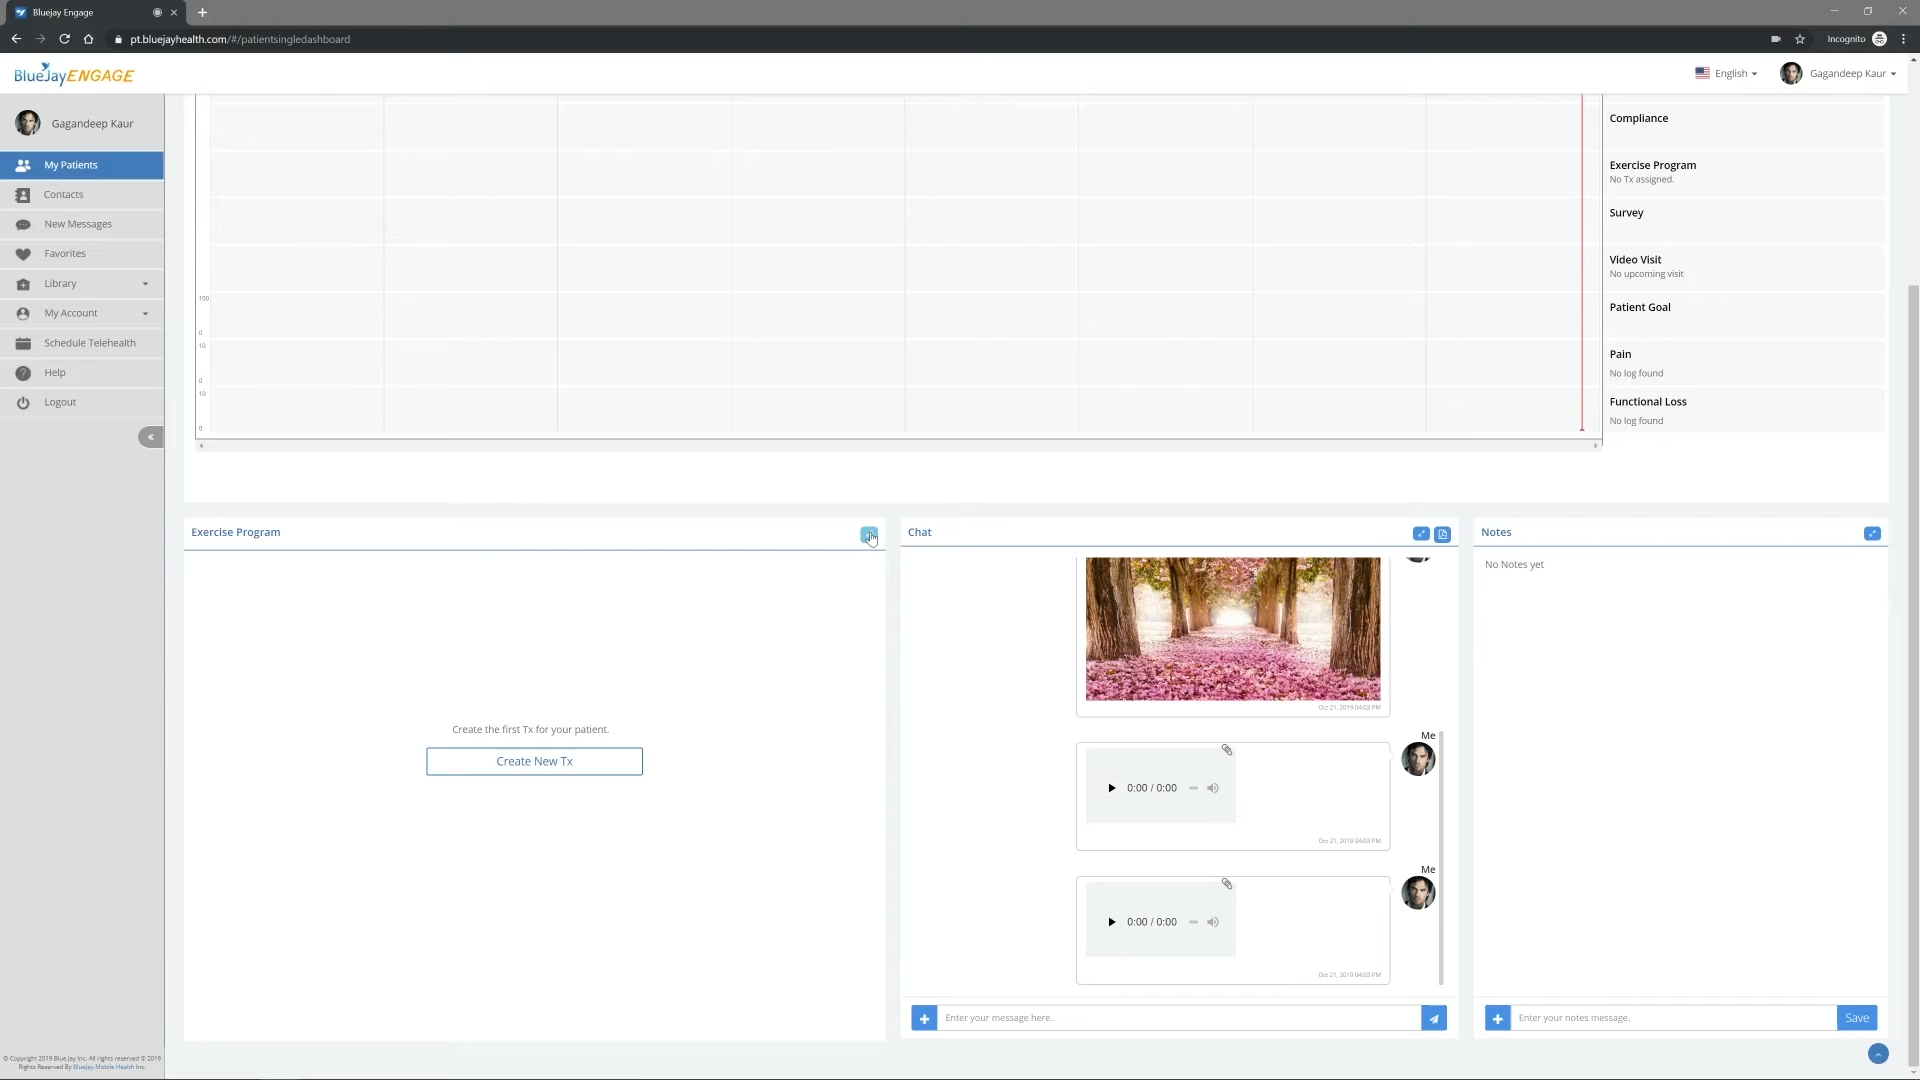 Bluejay Engage
pt.bluejayhealth.com/#/patientsingledashboard
Incognito
BlueJayENGAGE
English
Gagandeep Kaur
Gagandeep Kaur
My Patients
Contacts
New Messages
Favorites
Library
My Account
Schedule Telehealth
Help
Logout
100
0
10
0
10
0
Compliance
Exercise Program
No Tx assigned.
Survey
Video Visit
No upcoming visit
Patient Goal
Pain
No log found
Functional Loss
No log found
Exercise Program
Create the first Tx for your patient.
Create New Tx
Chat
Oct 21, 2019 04:03 PM
Me
0:00 / 0:00
Oct 21, 2019 04:03 PM
Me
0:00 / 0:00
Oct 21, 2019 04:03 PM
Enter your message here.
Notes
No Notes yet
Enter your notes message.
Save
© Copyright 2019 Blue Jay Inc. All rights reserved © 2019
Rights Reserved By BlueJay Mobile Health Inc.